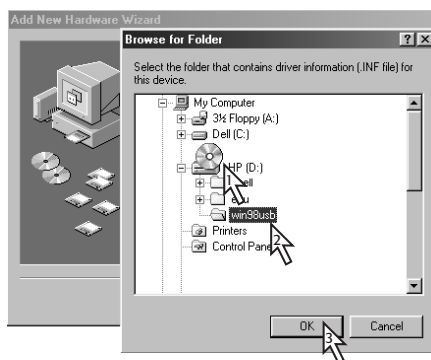 Add New Hardware Wizard
Browse for Folder
Select the folder that contains driver information (.INF file) for
this device.
My Computer
3½ Floppy (A:)
Dell (C:)
HP (D:)
1
win98usb
2
Printers
Control Panel
OK
Cancel
3